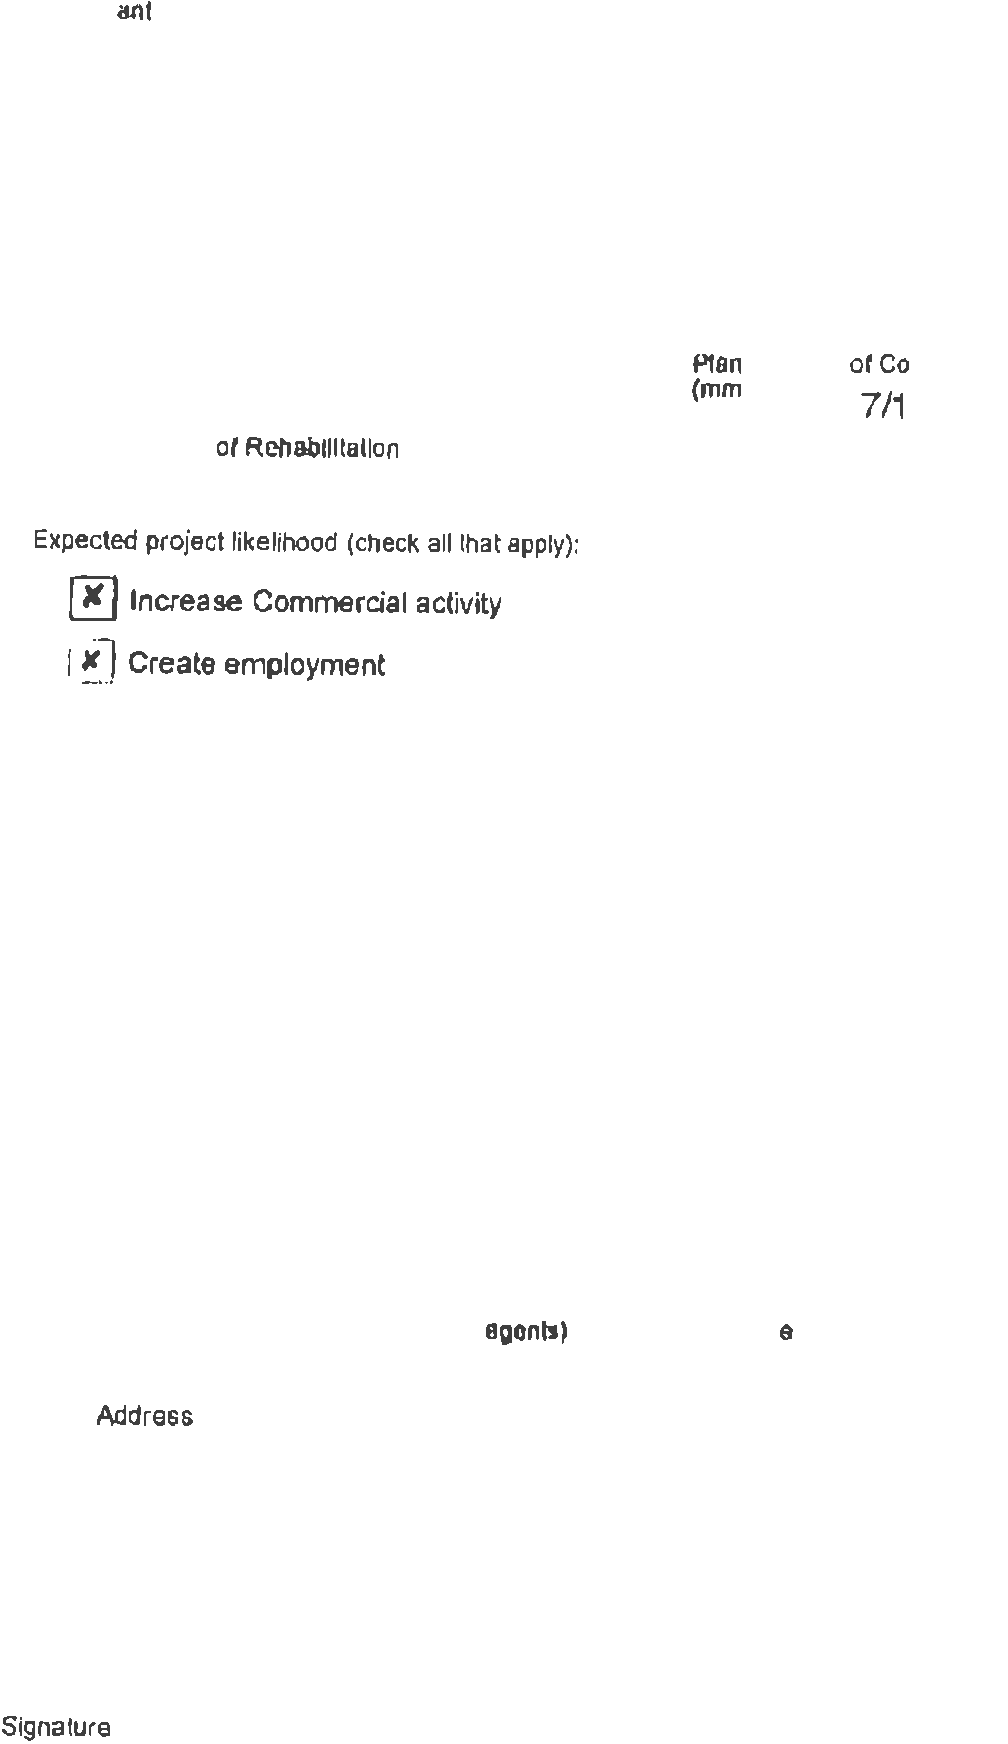 ant
Plan of Co
(mm
7/1
of Rehabilitation
Expected project likelihood (check all that apply):
Increase Commercial activity
Create employment
agents) e
Address
Signature